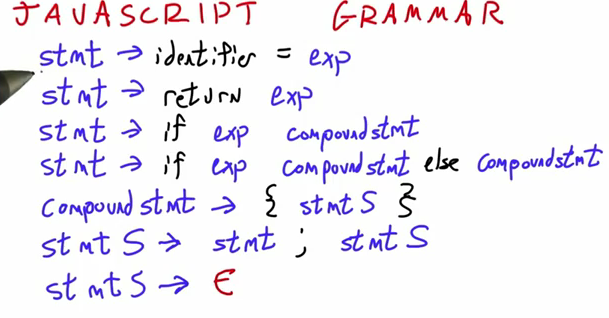 JAVASCRIPT GRAMMAR
stmt → identifier = exp
stmt → return exp
stmt → if exp compoundstmt
stmt → if exp compoundstmt else compoundstmt
compoundstmt → { stmtS }
stmtS → stmt ; stmtS
stmtS → ε